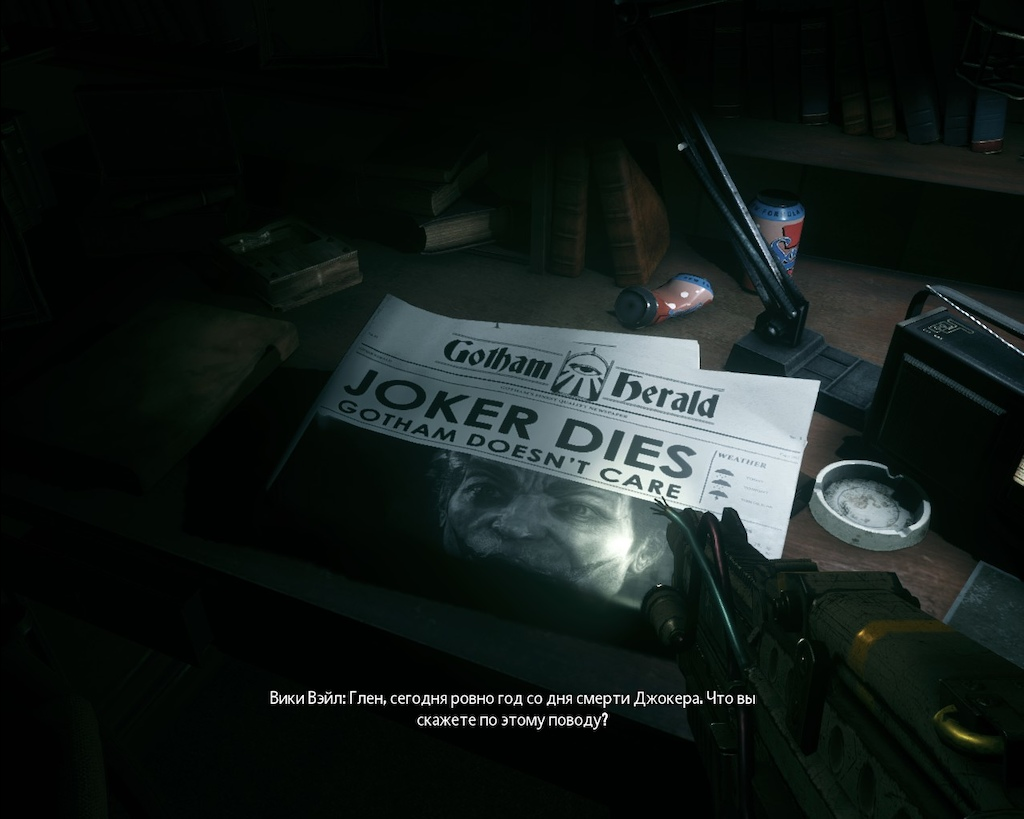 FORMULA
Gotham Herald
JOKER DIES
GOTHAM DOESN'T CARE
WEATHER
Вики Вэйл: Глен, сегодня ровно год со дня смерти Джокера. Что вы
скажете по этому поводу?